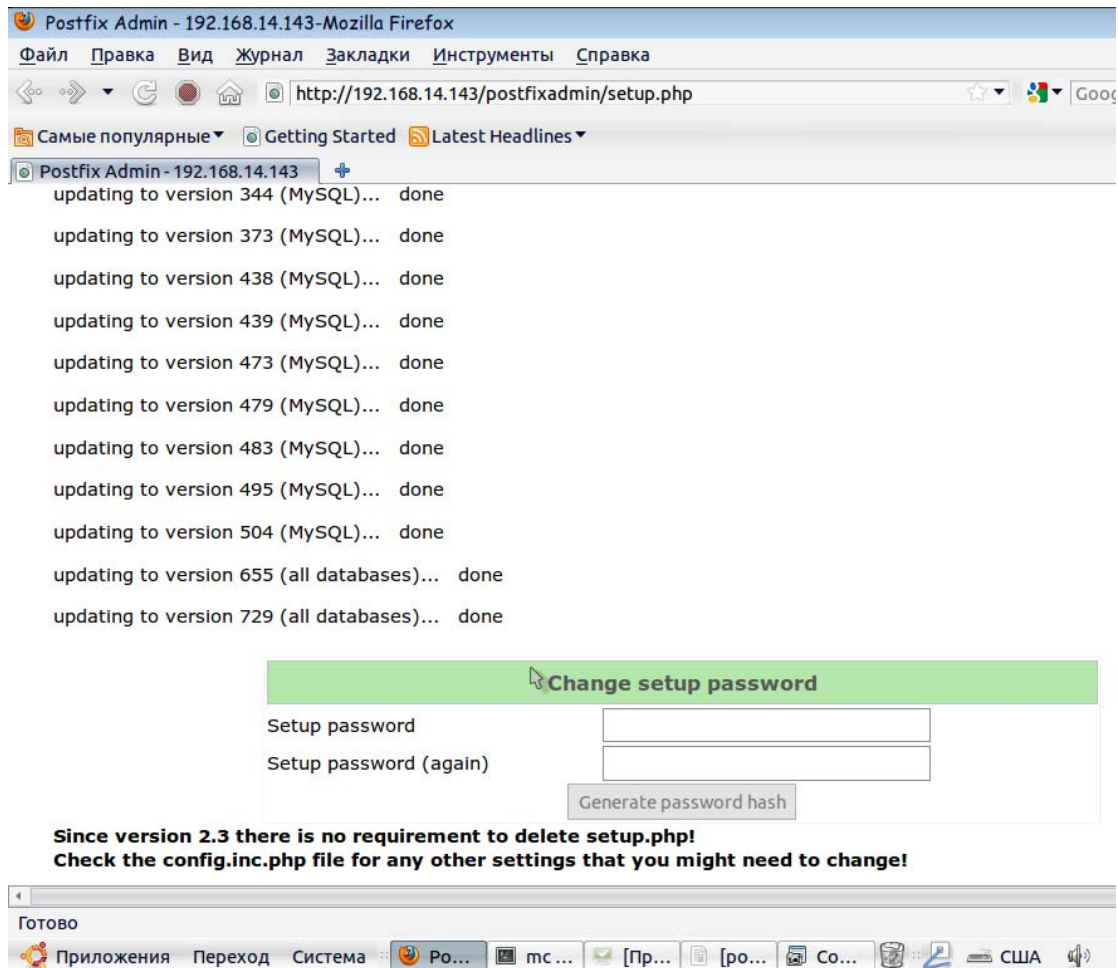 Postfix Admin - 192.168.14.143-Mozilla Firefox
Файл Правка Вид Журнал Закладки Инструменты Справка
http://192.168.14.143/postfixadmin/setup.php Goog
Самые популярные Getting Started Latest Headlines
Postfix Admin - 192.168.14.143
updating to version 344 (MySQL)... done
updating to version 373 (MySQL)... done
updating to version 438 (MySQL)... done
updating to version 439 (MySQL)... done
updating to version 473 (MySQL)... done
updating to version 479 (MySQL)... done
updating to version 483 (MySQL)... done
updating to version 495 (MySQL)... done
updating to version 504 (MySQL)... done
updating to version 655 (all databases)... done
updating to version 729 (all databases)... done
Change setup password
Setup password
Setup password (again)
Generate password hash
Since version 2.3 there is no requirement to delete setup.php!
Check the config.inc.php file for any other settings that you might need to change!
Готово
Приложения Переход Система Po... mc ... [Пр... [po... Co... США